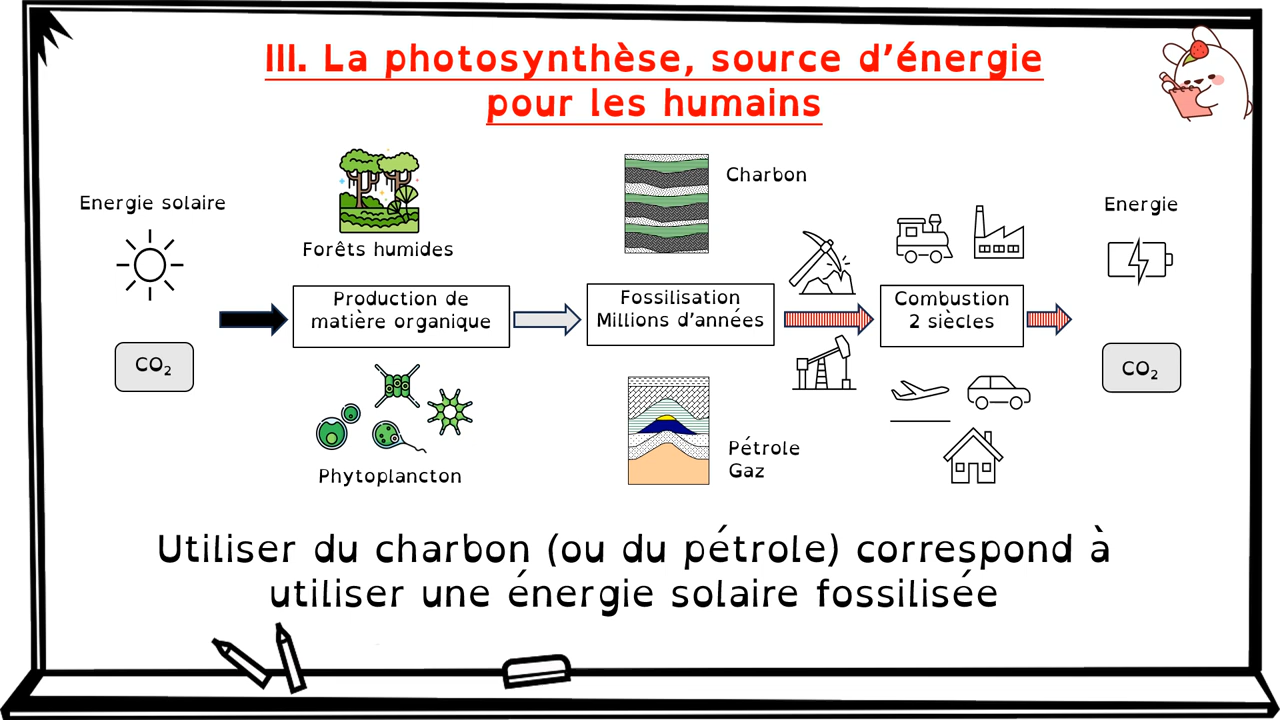 III. La photosynthèse, source d’énergie
pour les humains
Energie solaire
CO₂
Forêts humides
Production de
matière organique
Phytoplancton
Charbon
Fossilisation
Millions d’années
Pétrole
Gaz
Combustion
2 siècles
Energie
CO₂
Utiliser du charbon (ou du pétrole) correspond à
utiliser une énergie solaire fossilisée